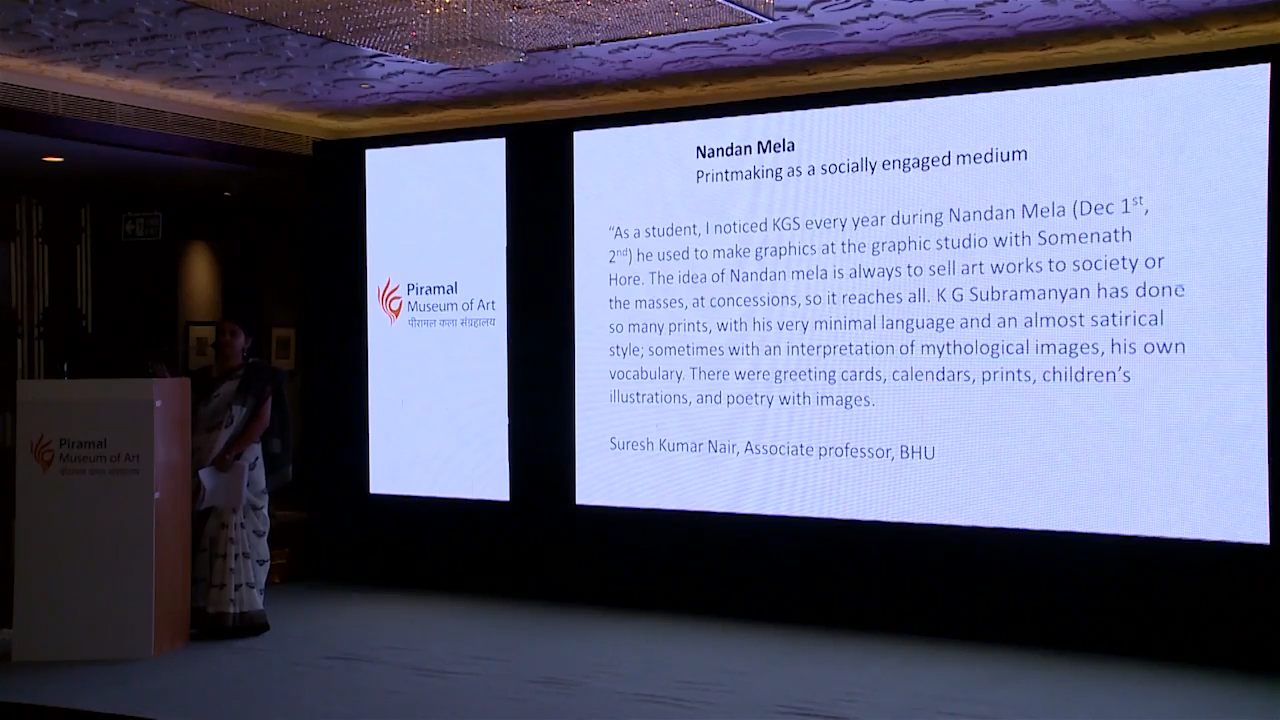 Nandan Mela
Printmaking as a socially engaged medium
“As a student, I noticed KGS every year during Nandan Mela (Dec 1st,
2nd) he used to make graphics at the graphic studio with Somenath
Hore. The idea of Nandan mela is always to sell art works to society or
the masses, at concessions, so it reaches all. K G Subramanyan has done
so many prints, with his very minimal language and an almost satirical
style; sometimes with an interpretation of mythological images, his own
vocabulary. There were greeting cards, calendars, prints, children’s
illustrations, and poetry with images.
Suresh Kumar Nair, Associate professor, BHU
Piramal
Museum of Art
पीरामल कला संग्रहालय
Piramal
Museum of Art
पीरामल कला संग्रहालय